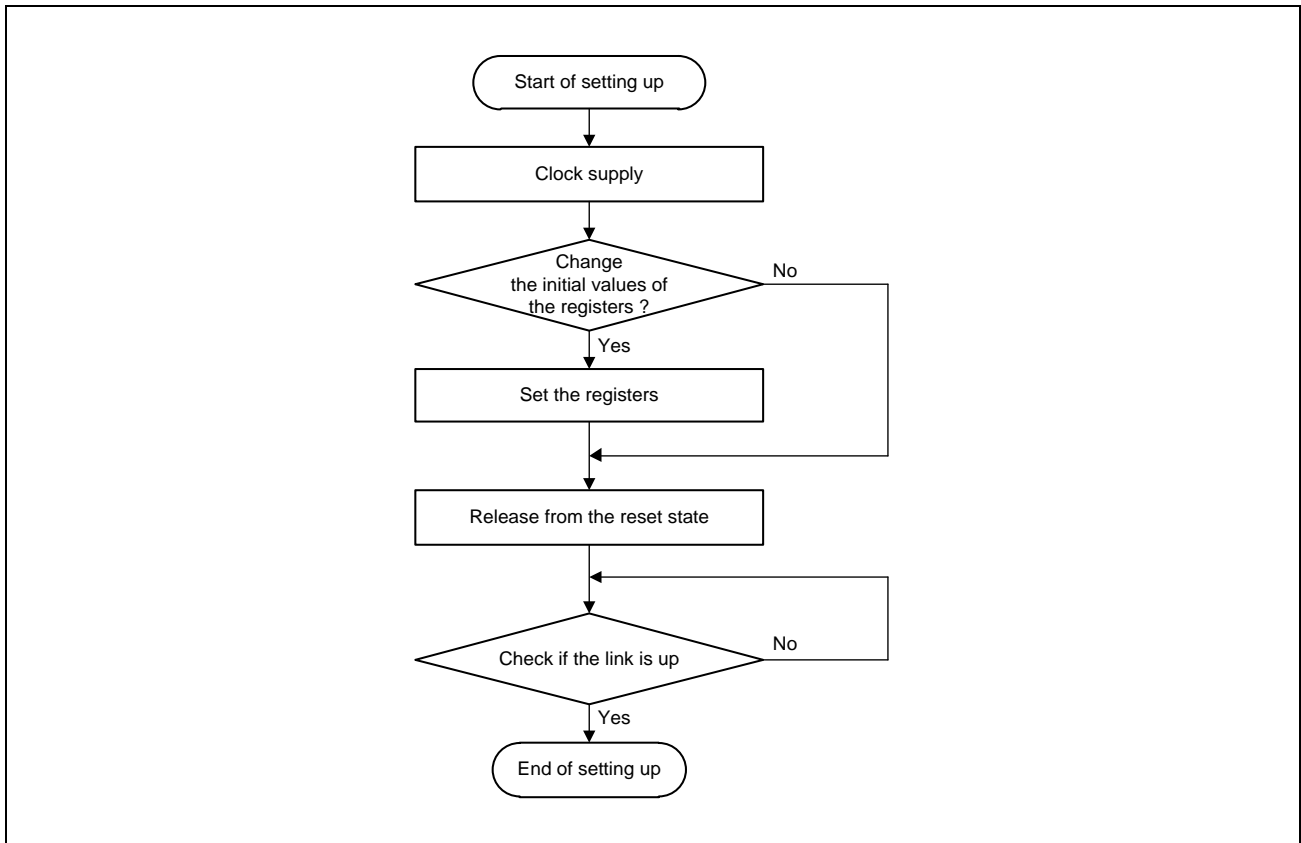 Start of setting up
Clock supply
Change
the initial values of
the registers ?
No
Yes
Set the registers
Release from the reset state
Check if the link is up
No
Yes
End of setting up